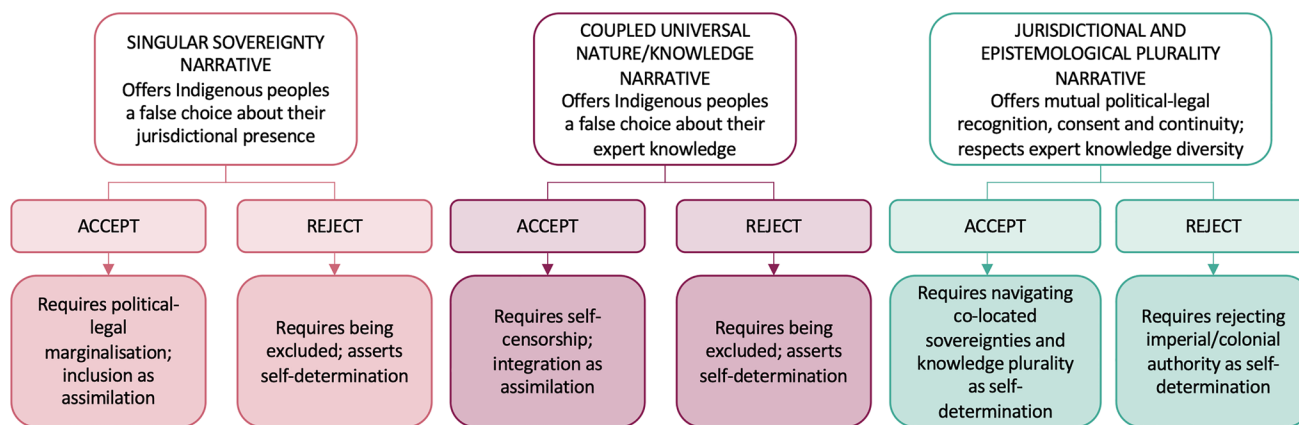 SINGULAR SOVEREIGNTY
NARRATIVE
Offers Indigenous peoples
a false choice about their
jurisdictional presence
COUPLED UNIVERSAL
NATURE/KNOWLEDGE
NARRATIVE
Offers Indigenous peoples
a false choice about their
expert knowledge
JURISDICTIONAL AND
EPISTEMOLOGICAL PLURALITY
NARRATIVE
Offers mutual political-legal
recognition, consent and continuity;
respects expert knowledge diversity
ACCEPT
REJECT
ACCEPT
REJECT
ACCEPT
REJECT
Requires political-
legal
marginalisation;
inclusion as
assimilation
Requires being
excluded; asserts
self-determination
Requires self-
censorship;
integration as
assimilation
Requires being
excluded; asserts
self-determination
Requires navigating
co-located
sovereignties and
knowledge plurality
as self-
determination
Requires rejecting
imperial/colonial
authority as self-
determination